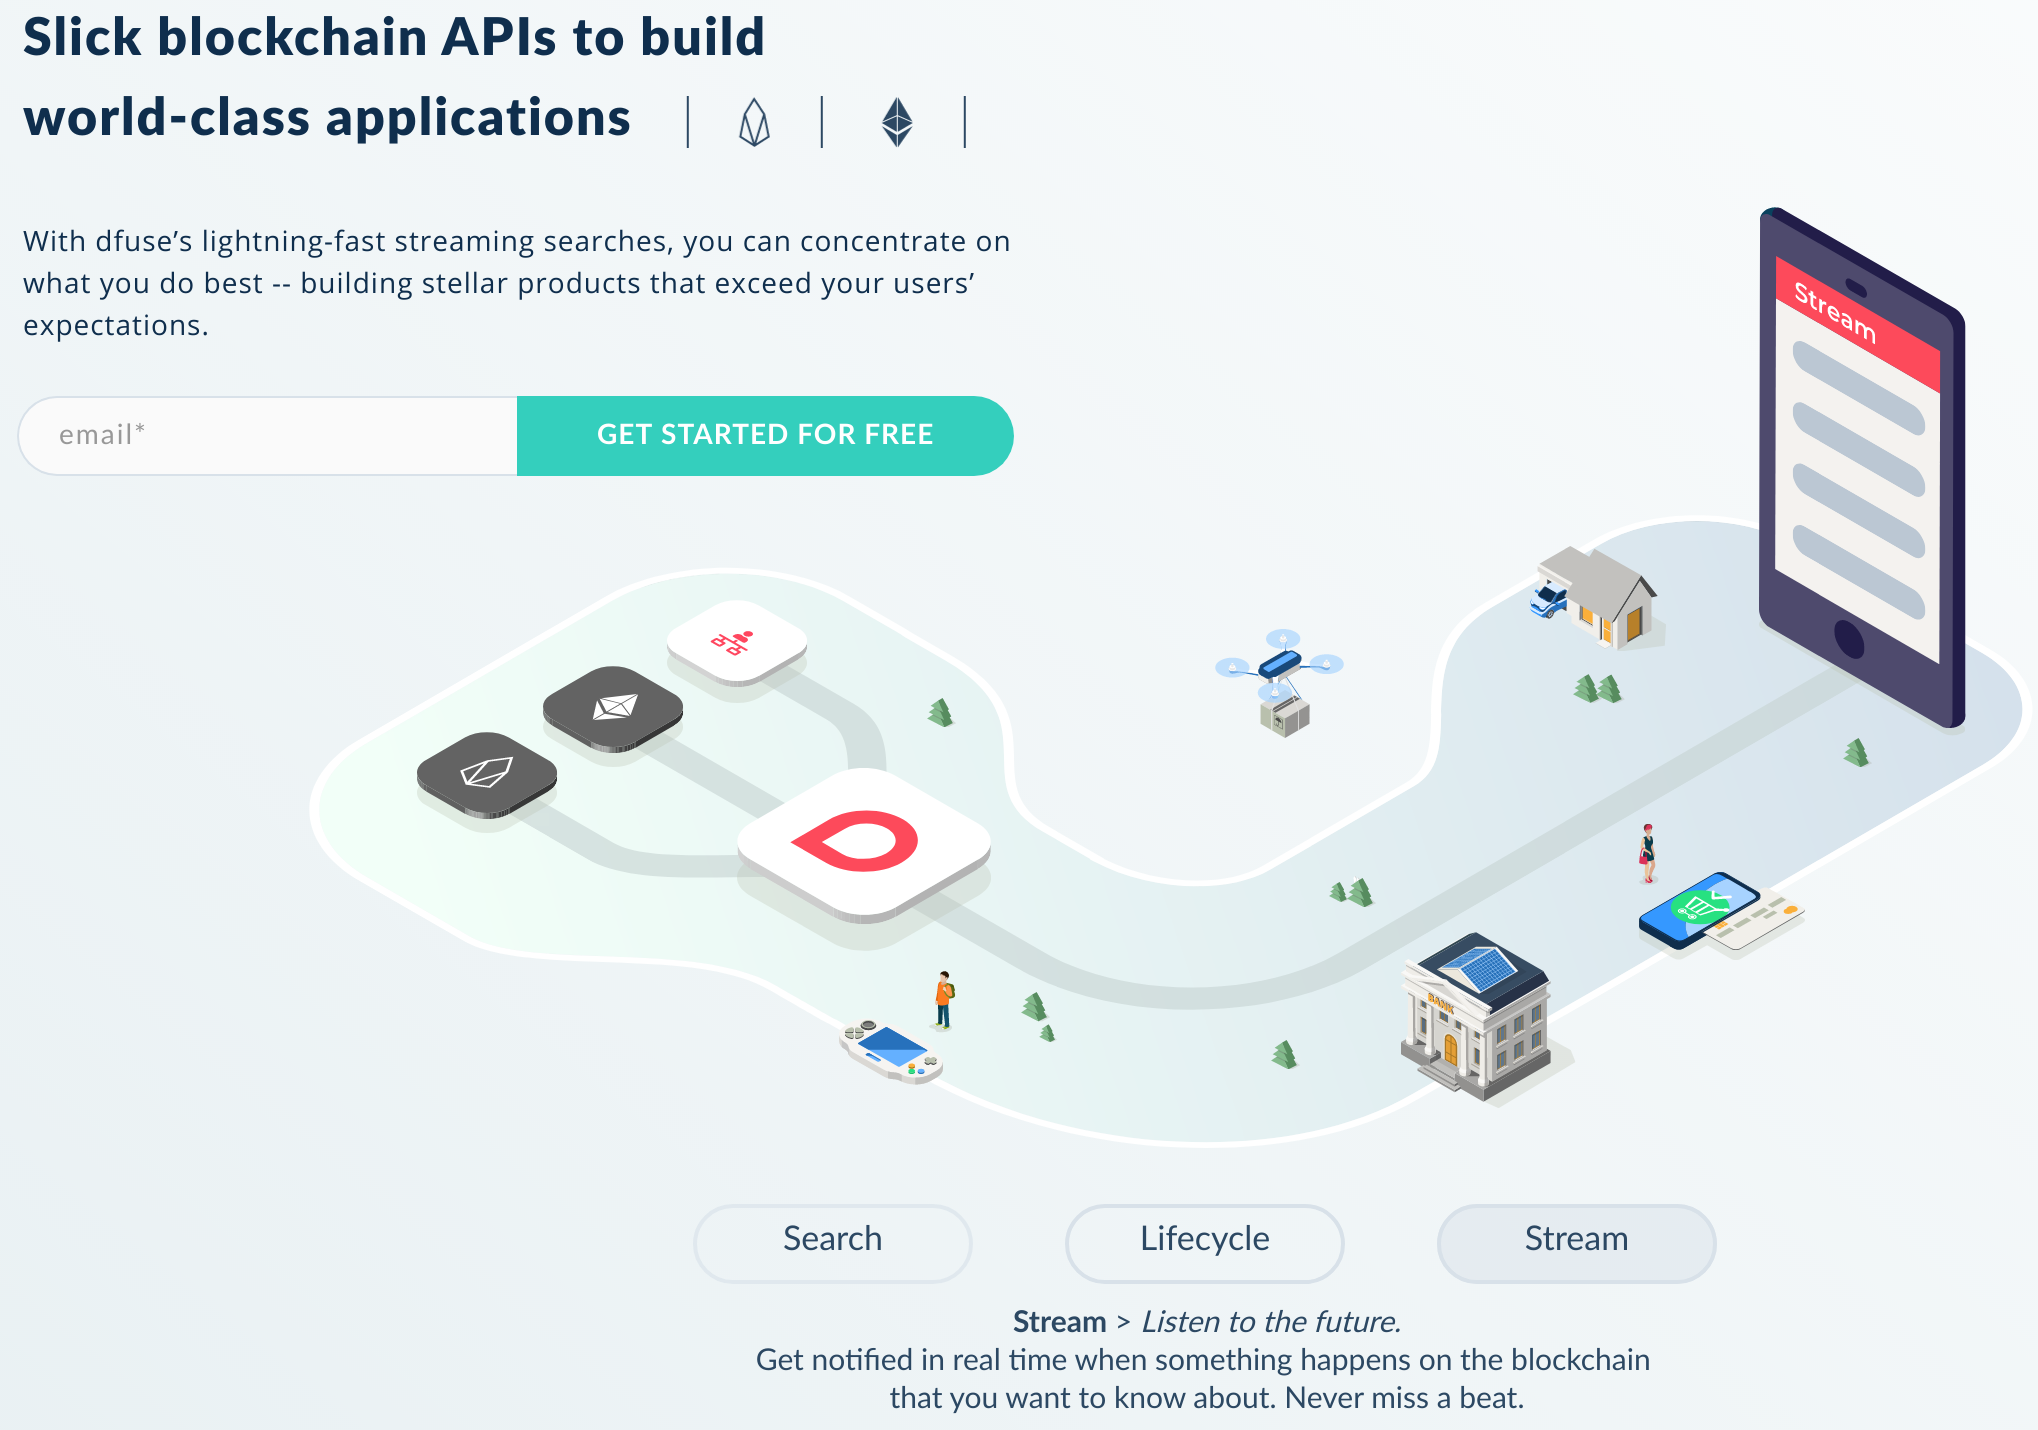 Slick blockchain APIs to build
world-class applications
With dfuse’s lightning-fast streaming searches, you can concentrate on
what you do best -- building stellar products that exceed your users’
expectations.
email*
GET STARTED FOR FREE
Stream
BANK
Search
Lifecycle
Stream
Stream > Listen to the future.
Get notified in real time when something happens on the blockchain
that you want to know about. Never miss a beat.